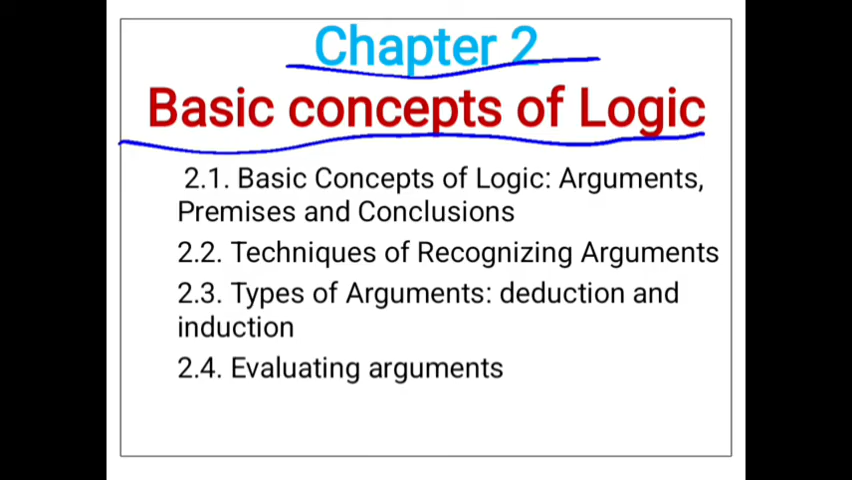 Chapter 2
Basic concepts of Logic
2.1. Basic Concepts of Logic: Arguments,
Premises and Conclusions
2.2. Techniques of Recognizing Arguments
2.3. Types of Arguments: deduction and
induction
2.4. Evaluating arguments